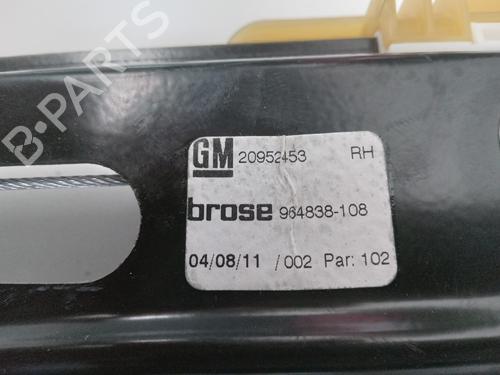 GM 20952453 RH
brose 964838-108
04/08/11 /002 Par: 102
B-PARTS